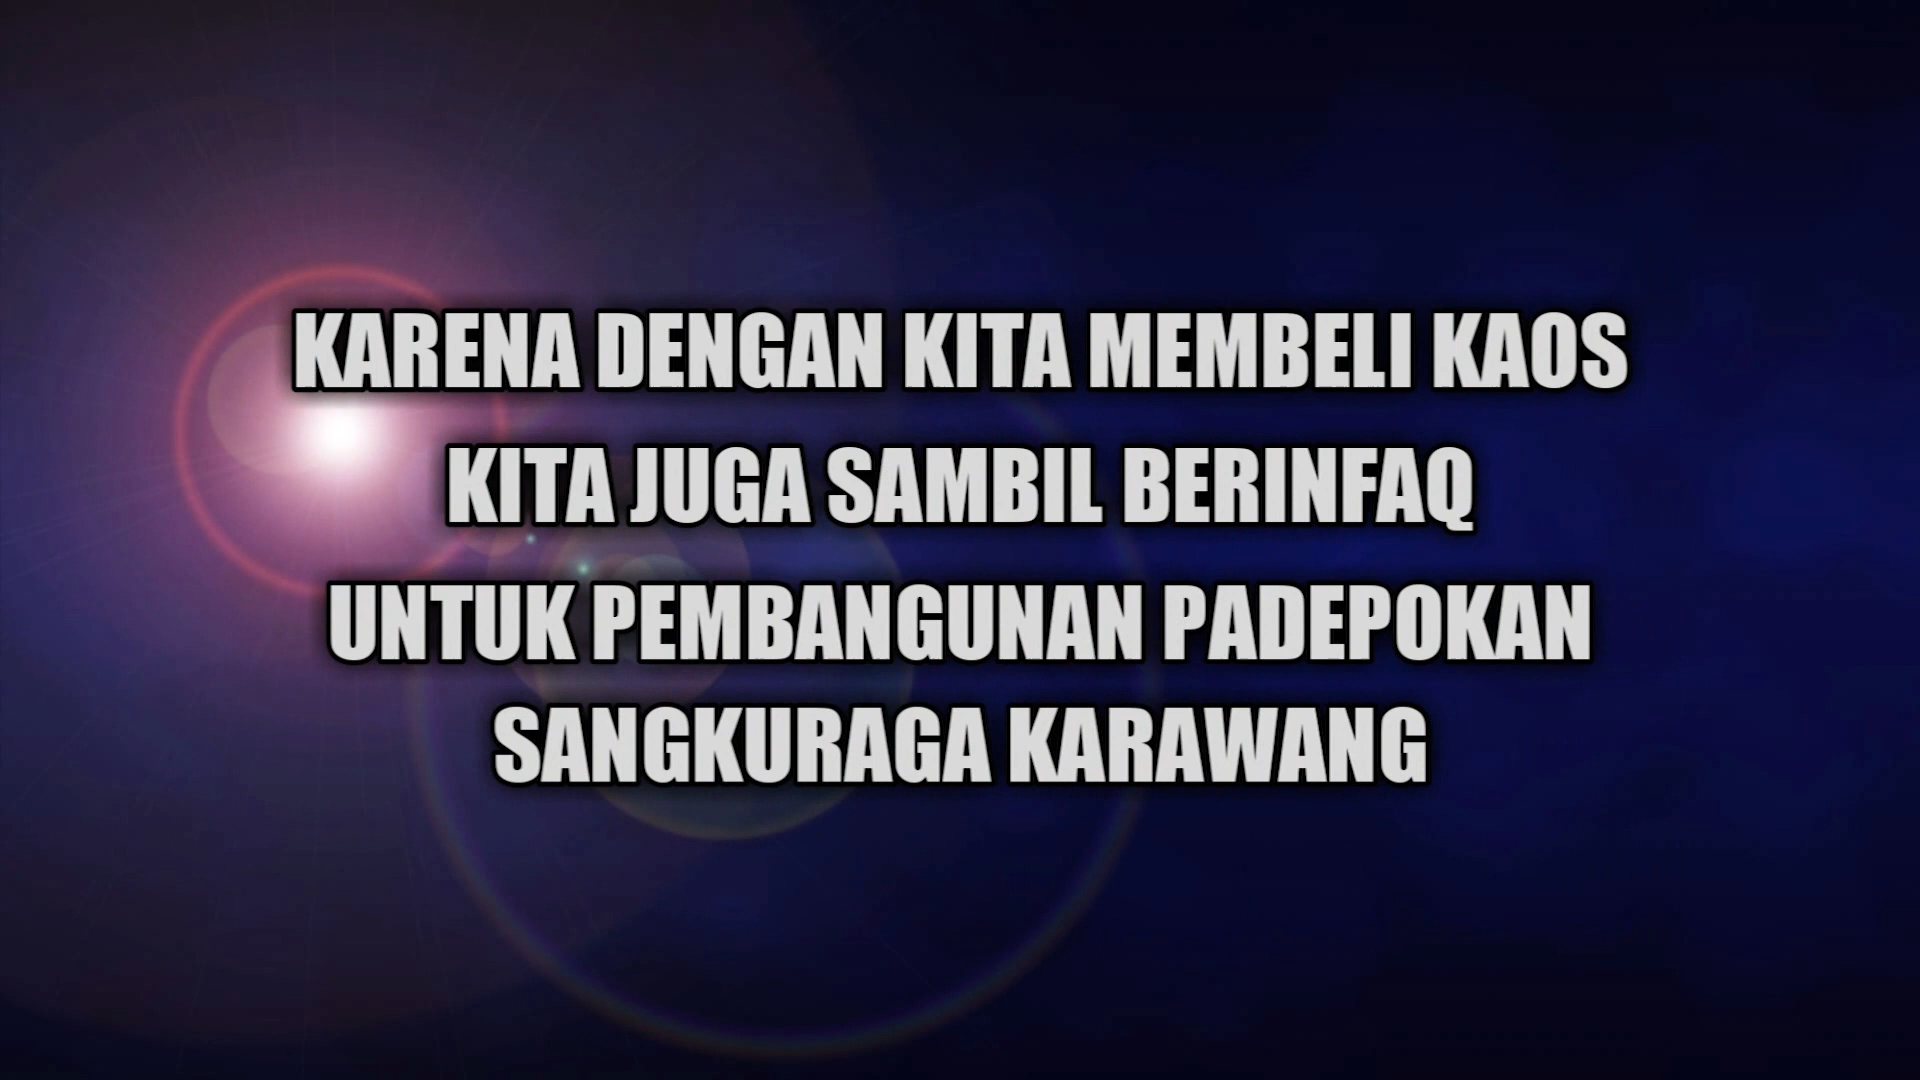 KARENA DENGAN KITA MEMBELI KAOS
KITA JUGA SAMBIL BERINFAQ
UNTUK PEMBANGUNAN PADEPOKAN
SANGKURAGA KARAWANG